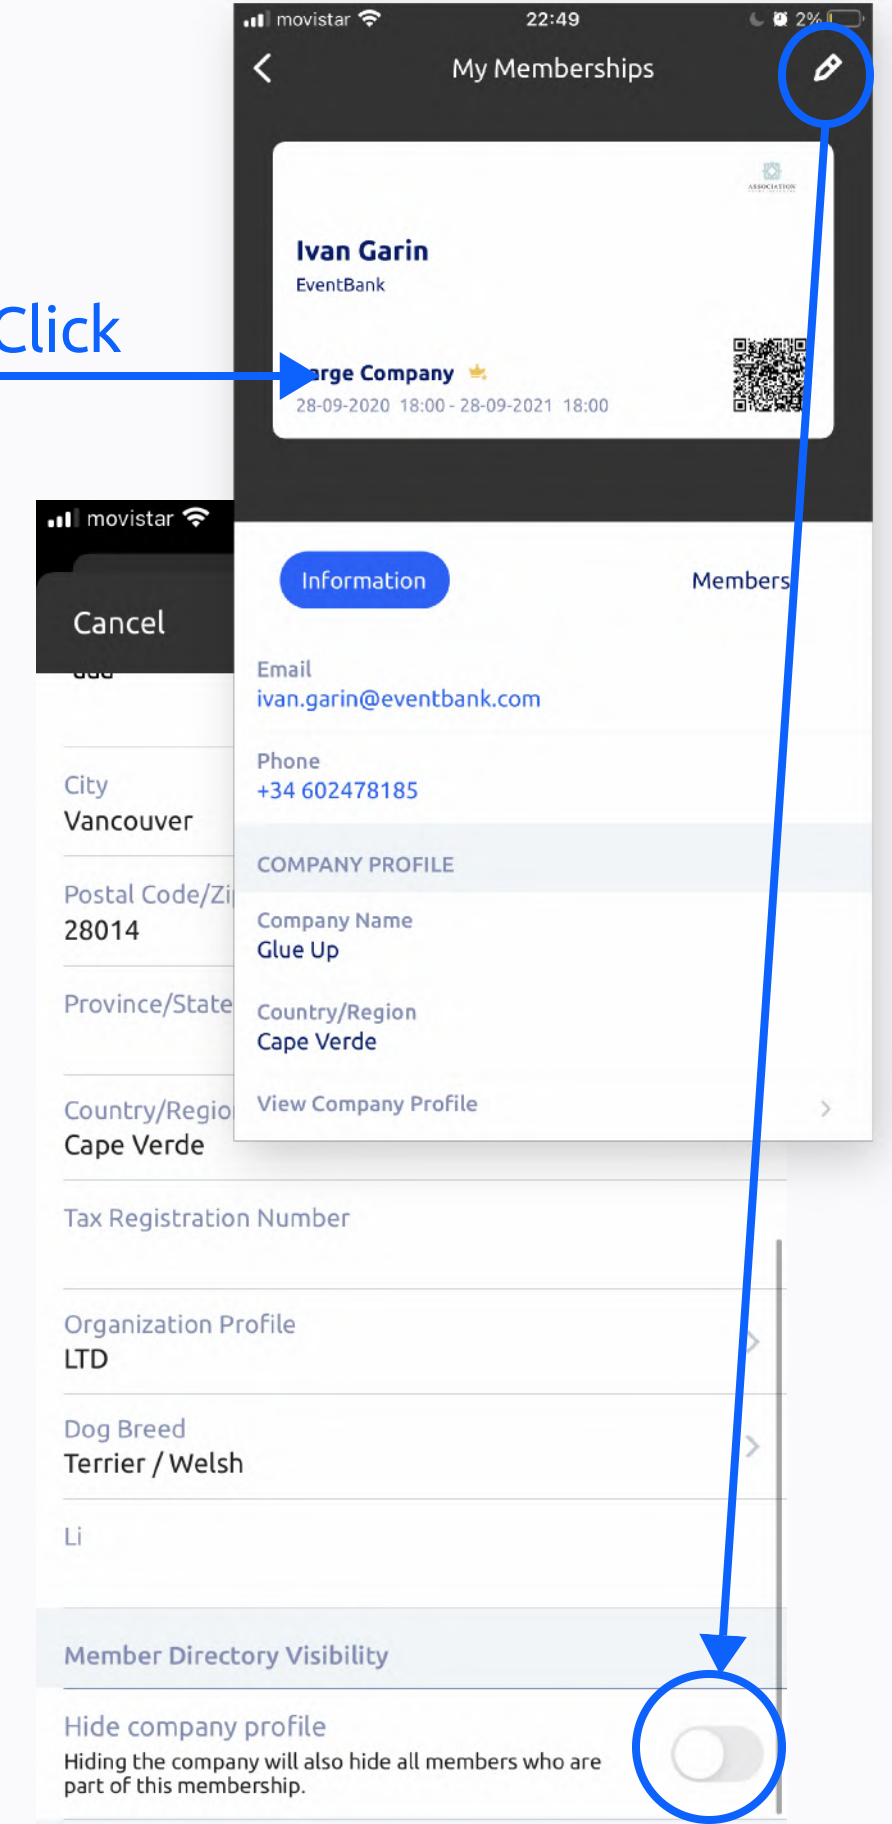 movistar 22:49 2%
My Memberships
ASSOCIATION
Ivan Garin
EventBank
Click
arge Company
28-09-2020 18:00 - 28-09-2021 18:00
Information Members
Email
ivan.garin@eventbank.com
Phone
+34 602478185
COMPANY PROFILE
Company Name
Glue Up
Country/Region
Cape Verde
View Company Profile
movistar
Cancel
City
Vancouver
Postal Code/Zi
28014
Province/State
Country/Regio
Cape Verde
Tax Registration Number
Organization Profile
LTD
Dog Breed
Terrier / Welsh
Li
Member Directory Visibility
Hide company profile
Hiding the company will also hide all members who are
part of this membership.